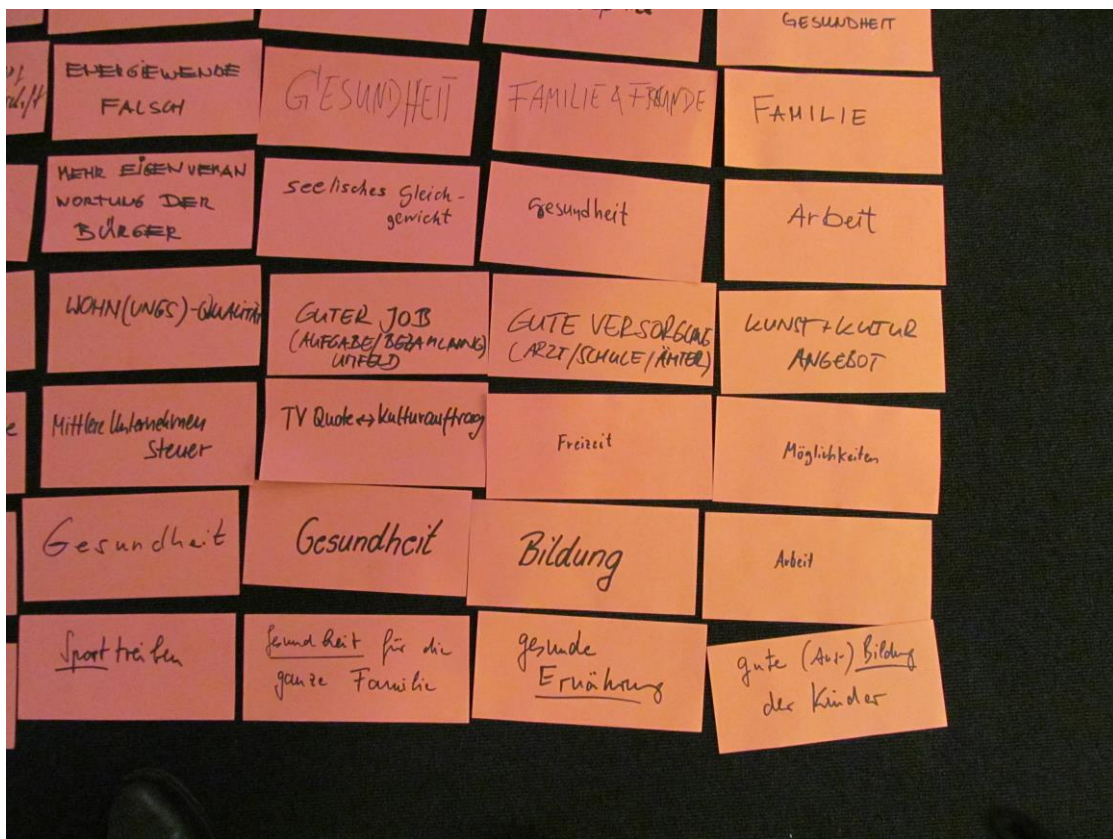 GESUNDHEIT
ENERGIEWENDE
FALSCH
GESUNDHEIT
FAMILIE & FREUNDE
FAMILIE
MEHR EIGENVERAN
WORTUNG DER
BÜRGER
seelisches Gleich-
gewicht
Gesundheit
Arbeit
WOHN(UNGS)-QUALITÄT
GUTER JOB
(AUFGABE/BEZAHLUNG)
UMFELD
GUTE VERSORGUNG
(ARZT/SCHULE/ÄMTER)
KUNST+KULTUR
ANGEBOT
Mittlere Unternehmen
Steuer
TV Quote ↔ Kulturauftrag
Freizeit
Möglichkeiten
Gesundheit
Gesundheit
Bildung
Arbeit
Sport treiben
Gesundheit für die
ganze Familie
gesunde
Ernährung
gute (Aus-) Bildung
der Kinder